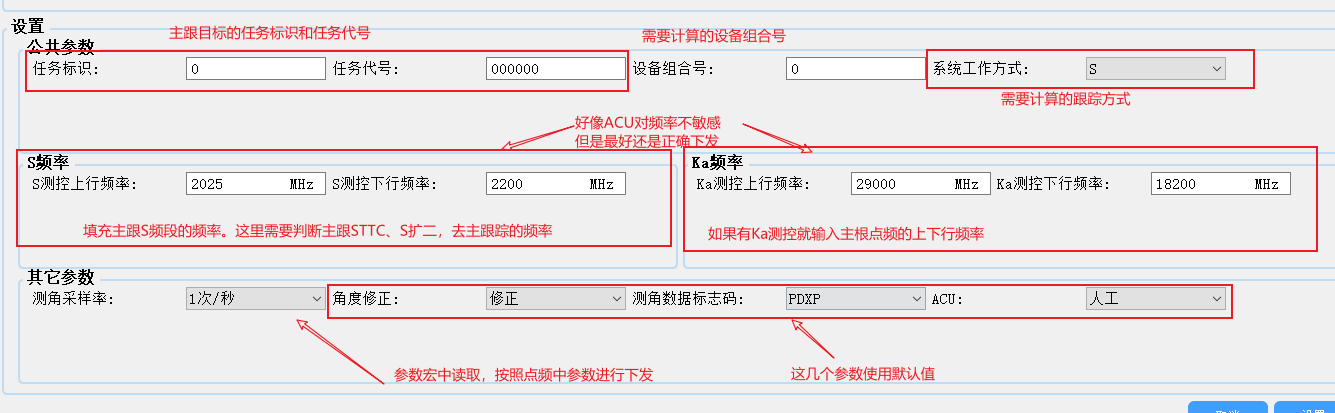 设置
主跟目标的任务标识和任务代号
需要计算的设备组合号
公共参数
任务标识： 0 任务代号： 000000 设备组合号： 0 系统工作方式： S
需要计算的跟踪方式
好像ACU对频率不敏感
但是最好还是正确下发
S频率
S测控上行频率： 2025 MHz S测控下行频率： 2200 MHz
填充主跟S频段的频率。这里需要判断主跟STTC、S扩二，去主跟踪的频率
Ka频率
Ka测控上行频率： 29000 MHz Ka测控下行频率： 18200 MHz
如果有Ka测控就输入主根点频的上下行频率
其它参数
测角采样率： 1次/秒 角度修正： 修正 测角数据标志码： PDXP ACU： 人工
参数宏中读取，按照点频中参数进行下发
这几个参数使用默认值